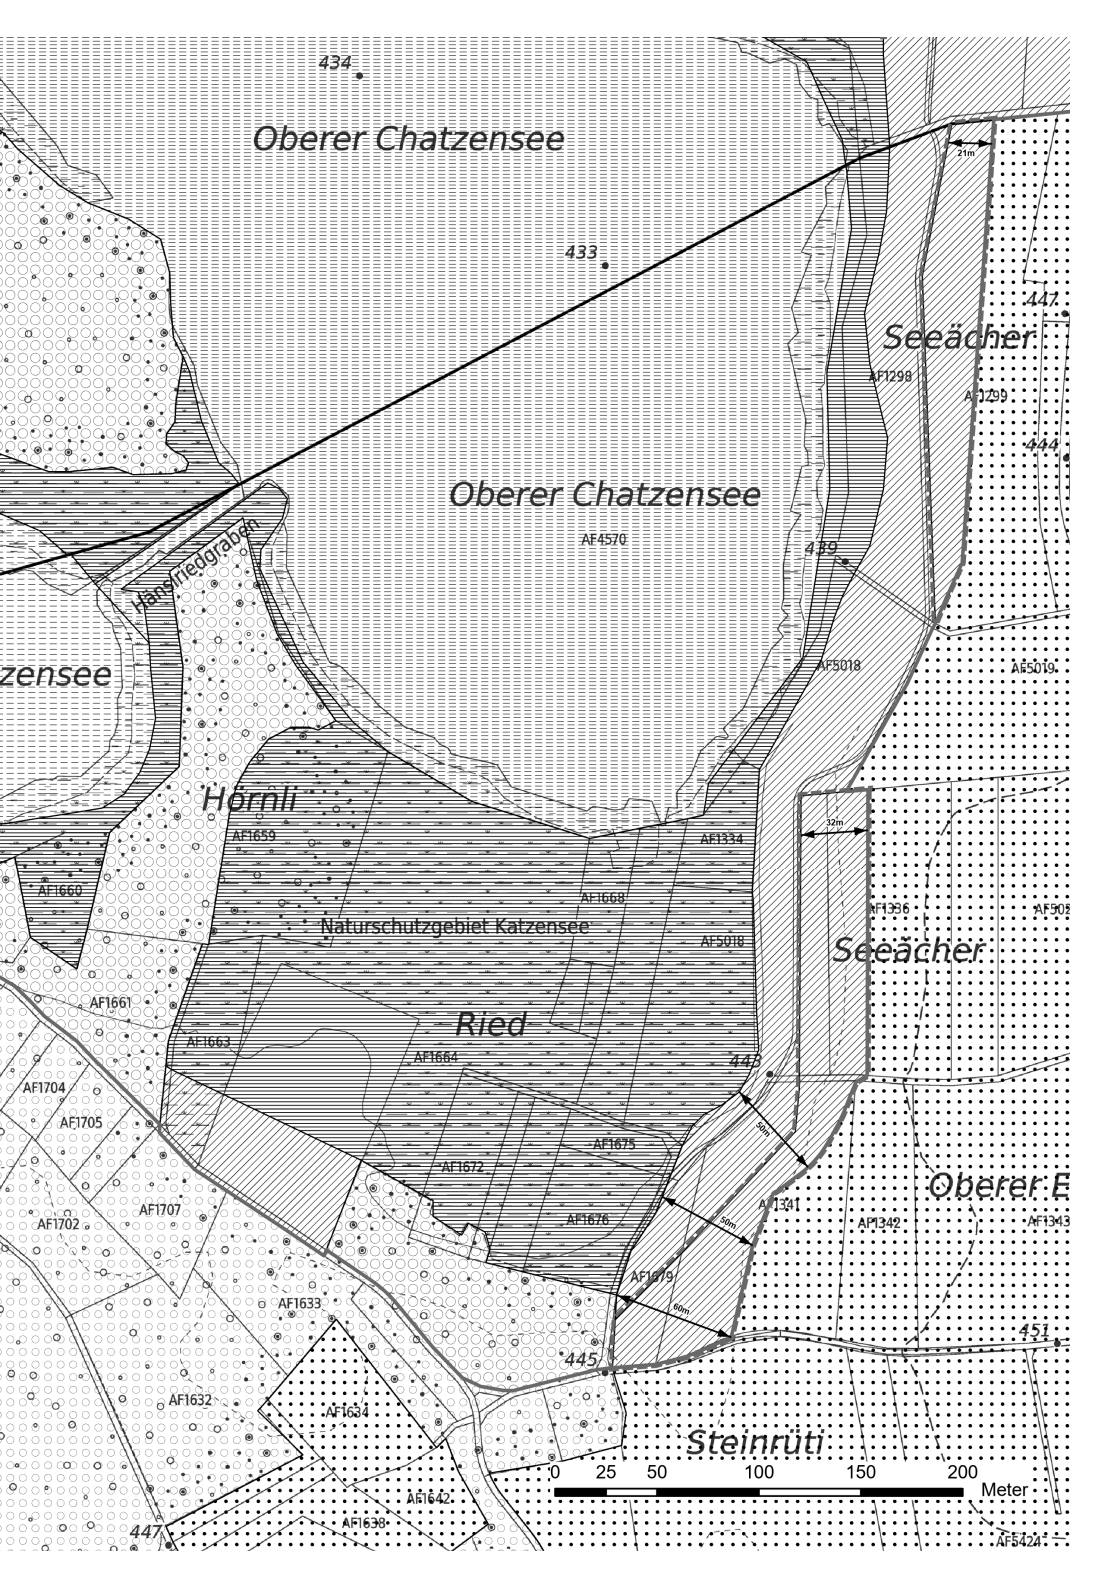 434
Oberer Chatzensee
21m
433
447
Seeächer
AF1298
AF1299
444
Oberer Chatzensee
Hänsiriedgraben
AF4570
439
zensee
AF5018
AF5019
Hörnli
32m
AF1659
AF1334
AF1660
AF1668
AF1336
AF502
Naturschutzgebiet Katzensee
AF5018
Seeächer
AF1661
Ried
AF1663
AF1664
443
AF1704
AF1705
50m
AF1675
AF1672
Oberer E
AF1707
AF1341
AF1702
AF1676
50m
AF1342
AF1343
AF1679
AF1633
60m
451
445
AF1632
AF1634
Steinrüti
0 25 50 100 150 200
Meter
AF1642
AF1638
447
AF5424